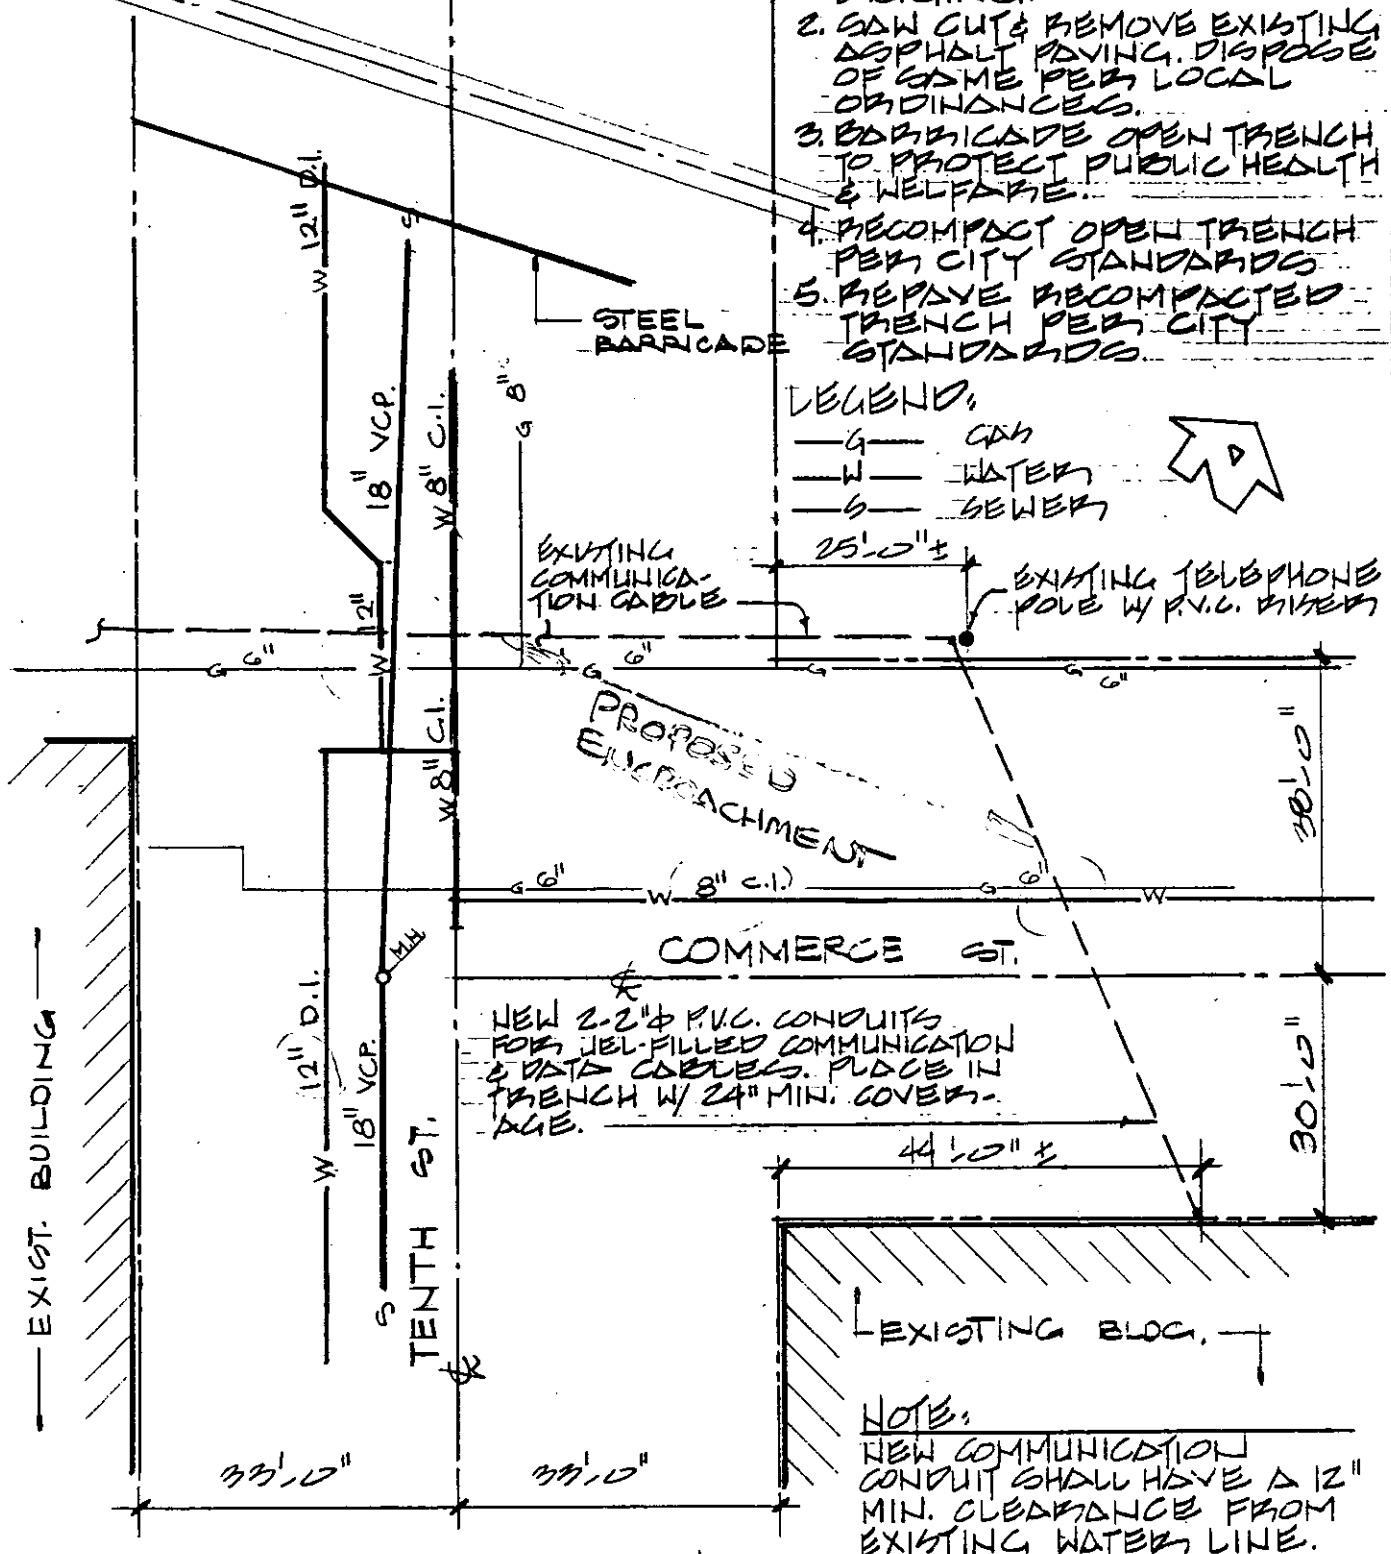 2. SAW CUT & REMOVE EXISTING
ASPHALT PAVING. DISPOSE
OF SAME PER LOCAL
ORDINANCES.
3. BARRICADE OPEN TRENCH
TO PROTECT PUBLIC HEALTH
& WELFARE.
4. RECOMPACT OPEN TRENCH
PER CITY STANDARDS
5. REPAVE RECOMPACTED
TRENCH PER CITY
STANDARDS.
LEGEND:
G GAS
W WATER
S SEWER
12" D.I.
W
S
STEEL
BARRICADE
18" VCP.
W 8" C.I.
G 8"
25'-0" ±
EXISTING
COMMUNICA-
TION CABLE
EXISTING TELEPHONE
POLE W/ P.V.C. RISER
W 12"
G 6"
G 6"
G
G 6"
W 8" C.I.
PROPOSED
ENCROACHMENT
38'-0"
G 6"
W (8" C.I.)
G 6"
W
M.H.
COMMERCE ST.
NEW 2-2"Φ P.V.C. CONDUITS
FOR JEL-FILLED COMMUNICATION
& DATA CABLES. PLACE IN
TRENCH W/ 24" MIN. COVER-
AGE.
30'-0"
44'-0" ±
12" D.I.
W
18" VCP.
S
TENTH ST.
EXIST. BUILDING
EXISTING BLDG.
NOTE:
NEW COMMUNICATION
CONDUIT SHALL HAVE A 12"
MIN. CLEARANCE FROM
EXISTING WATER LINE.
33'-0"
33'-0"